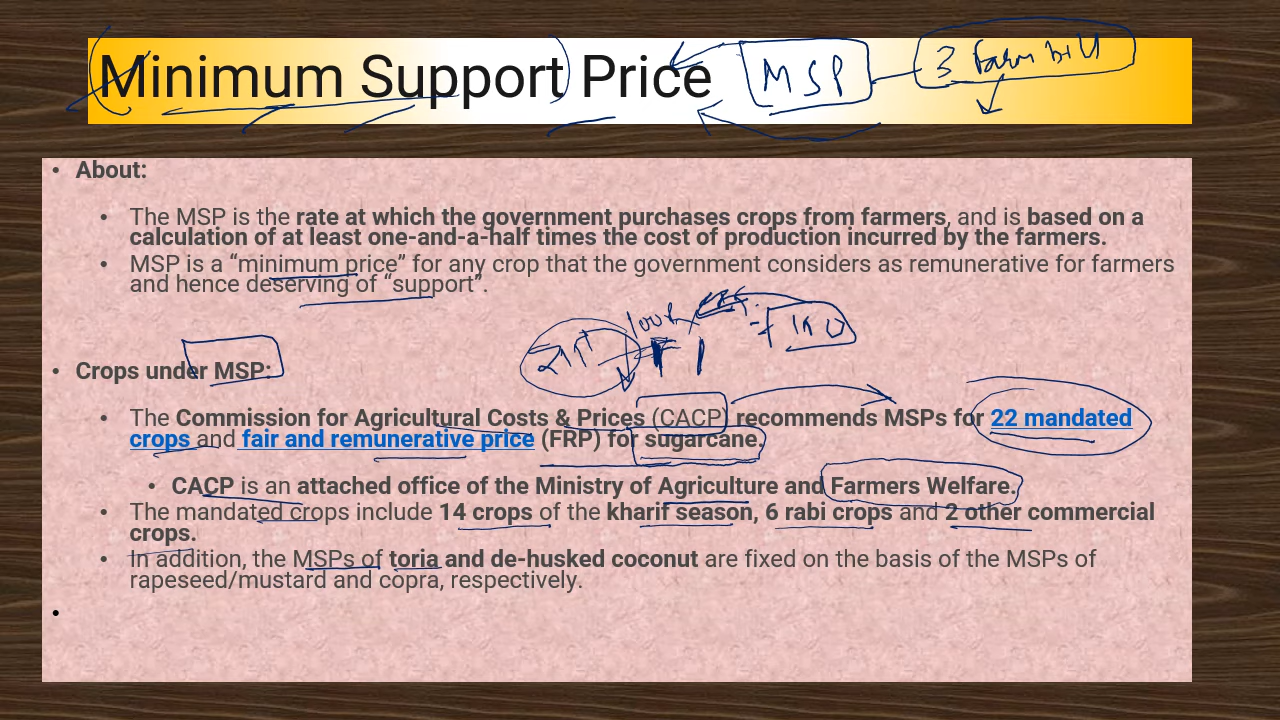 Minimum Support Price MSP 3 Farm bill
• About:
• The MSP is the rate at which the government purchases crops from farmers, and is based on a
calculation of at least one-and-a-half times the cost of production incurred by the farmers.
• MSP is a “minimum price” for any crop that the government considers as remunerative for farmers
and hence deserving of “support”.
• Crops under MSP:
• The Commission for Agricultural Costs & Prices (CACP) recommends MSPs for 22 mandated
crops and fair and remunerative price (FRP) for sugarcane.
• CACP is an attached office of the Ministry of Agriculture and Farmers Welfare.
• The mandated crops include 14 crops of the kharif season, 6 rabi crops and 2 other commercial
crops.
• In addition, the MSPs of toria and de-husked coconut are fixed on the basis of the MSPs of
rapeseed/mustard and copra, respectively.
•